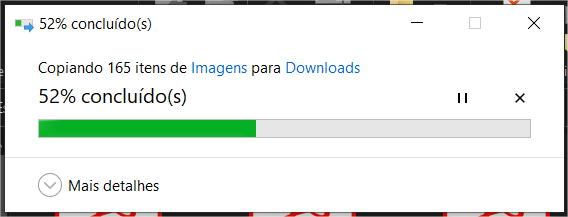 52% concluído(s)
Copiando 165 itens de Imagens para Downloads
52% concluído(s)
Mais detalhes